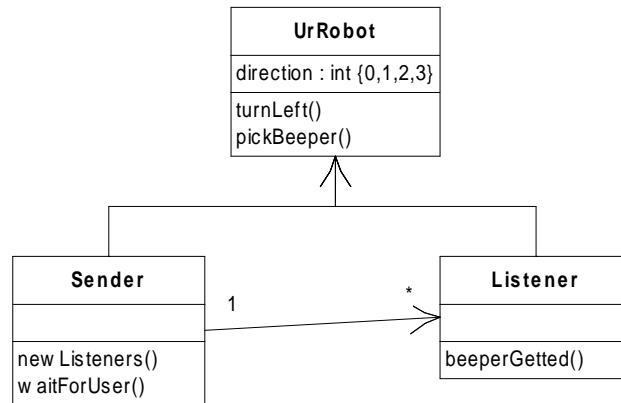 UrRobot
direction : int {0,1,2,3}
turnLeft()
pickBeeper()
Sender
new Listeners()
w aitForUser()
1
*
Listener
beeperGetted()